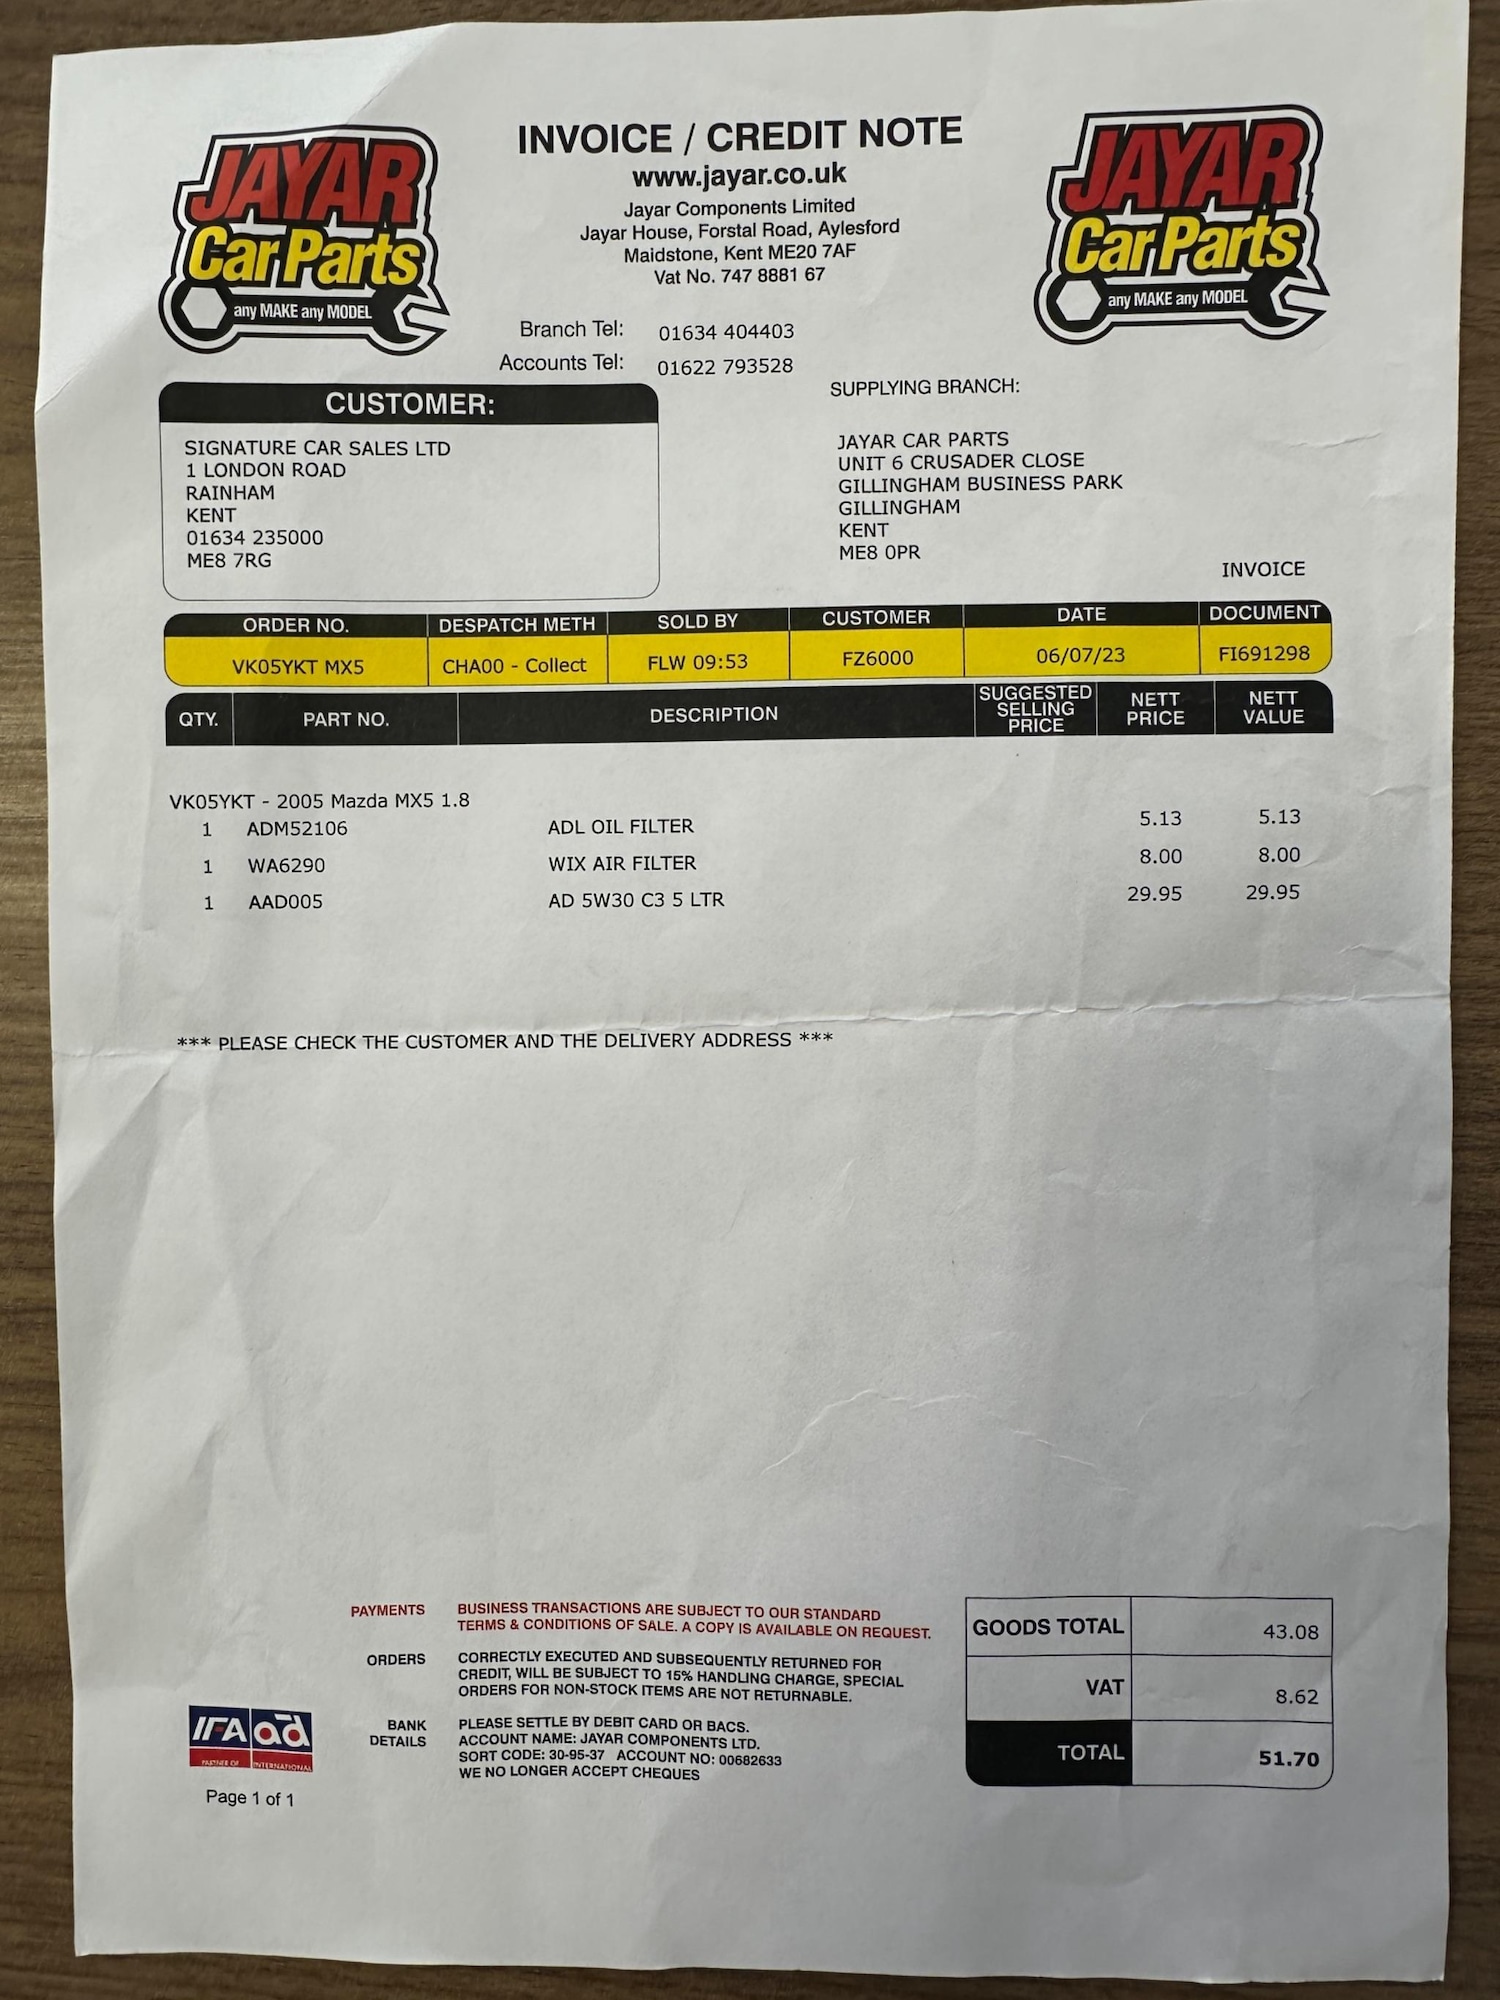 JAYAR
Car Parts
any MAKE any MODEL
INVOICE / CREDIT NOTE
www.jayar.co.uk
Jayar Components Limited
Jayar House, Forstal Road, Aylesford
Maidstone, Kent ME20 7AF
Vat No. 747 8881 67
Branch Tel: 01634 404403
Accounts Tel: 01622 793528
JAYAR
Car Parts
any MAKE any MODEL
CUSTOMER:
SIGNATURE CAR SALES LTD
1 LONDON ROAD
RAINHAM
KENT
01634 235000
ME8 7RG
SUPPLYING BRANCH:
JAYAR CAR PARTS
UNIT 6 CRUSADER CLOSE
GILLINGHAM BUSINESS PARK
GILLINGHAM
KENT
ME8 0PR
INVOICE
ORDER NO. DESPATCH METH SOLD BY CUSTOMER DATE DOCUMENT
VK05YKT MX5 CHA00 - Collect FLW 09:53 FZ6000 06/07/23 FI691298
QTY. PART NO. DESCRIPTION SUGGESTED SELLING PRICE NETT PRICE NETT VALUE
VK05YKT - 2005 Mazda MX5 1.8
1 ADM52106 ADL OIL FILTER 5.13 5.13
1 WA6290 WIX AIR FILTER 8.00 8.00
1 AAD005 AD 5W30 C3 5 LTR 29.95 29.95
*** PLEASE CHECK THE CUSTOMER AND THE DELIVERY ADDRESS ***
PAYMENTS BUSINESS TRANSACTIONS ARE SUBJECT TO OUR STANDARD
TERMS & CONDITIONS OF SALE. A COPY IS AVAILABLE ON REQUEST.
ORDERS CORRECTLY EXECUTED AND SUBSEQUENTLY RETURNED FOR
CREDIT, WILL BE SUBJECT TO 15% HANDLING CHARGE, SPECIAL
ORDERS FOR NON-STOCK ITEMS ARE NOT RETURNABLE.
BANK DETAILS PLEASE SETTLE BY DEBIT CARD OR BACS.
ACCOUNT NAME: JAYAR COMPONENTS LTD.
SORT CODE: 30-95-37 ACCOUNT NO: 00682633
WE NO LONGER ACCEPT CHEQUES
GOODS TOTAL 43.08
VAT 8.62
TOTAL 51.70
IFA ad
PARTNER OF INTERNATIONAL
Page 1 of 1